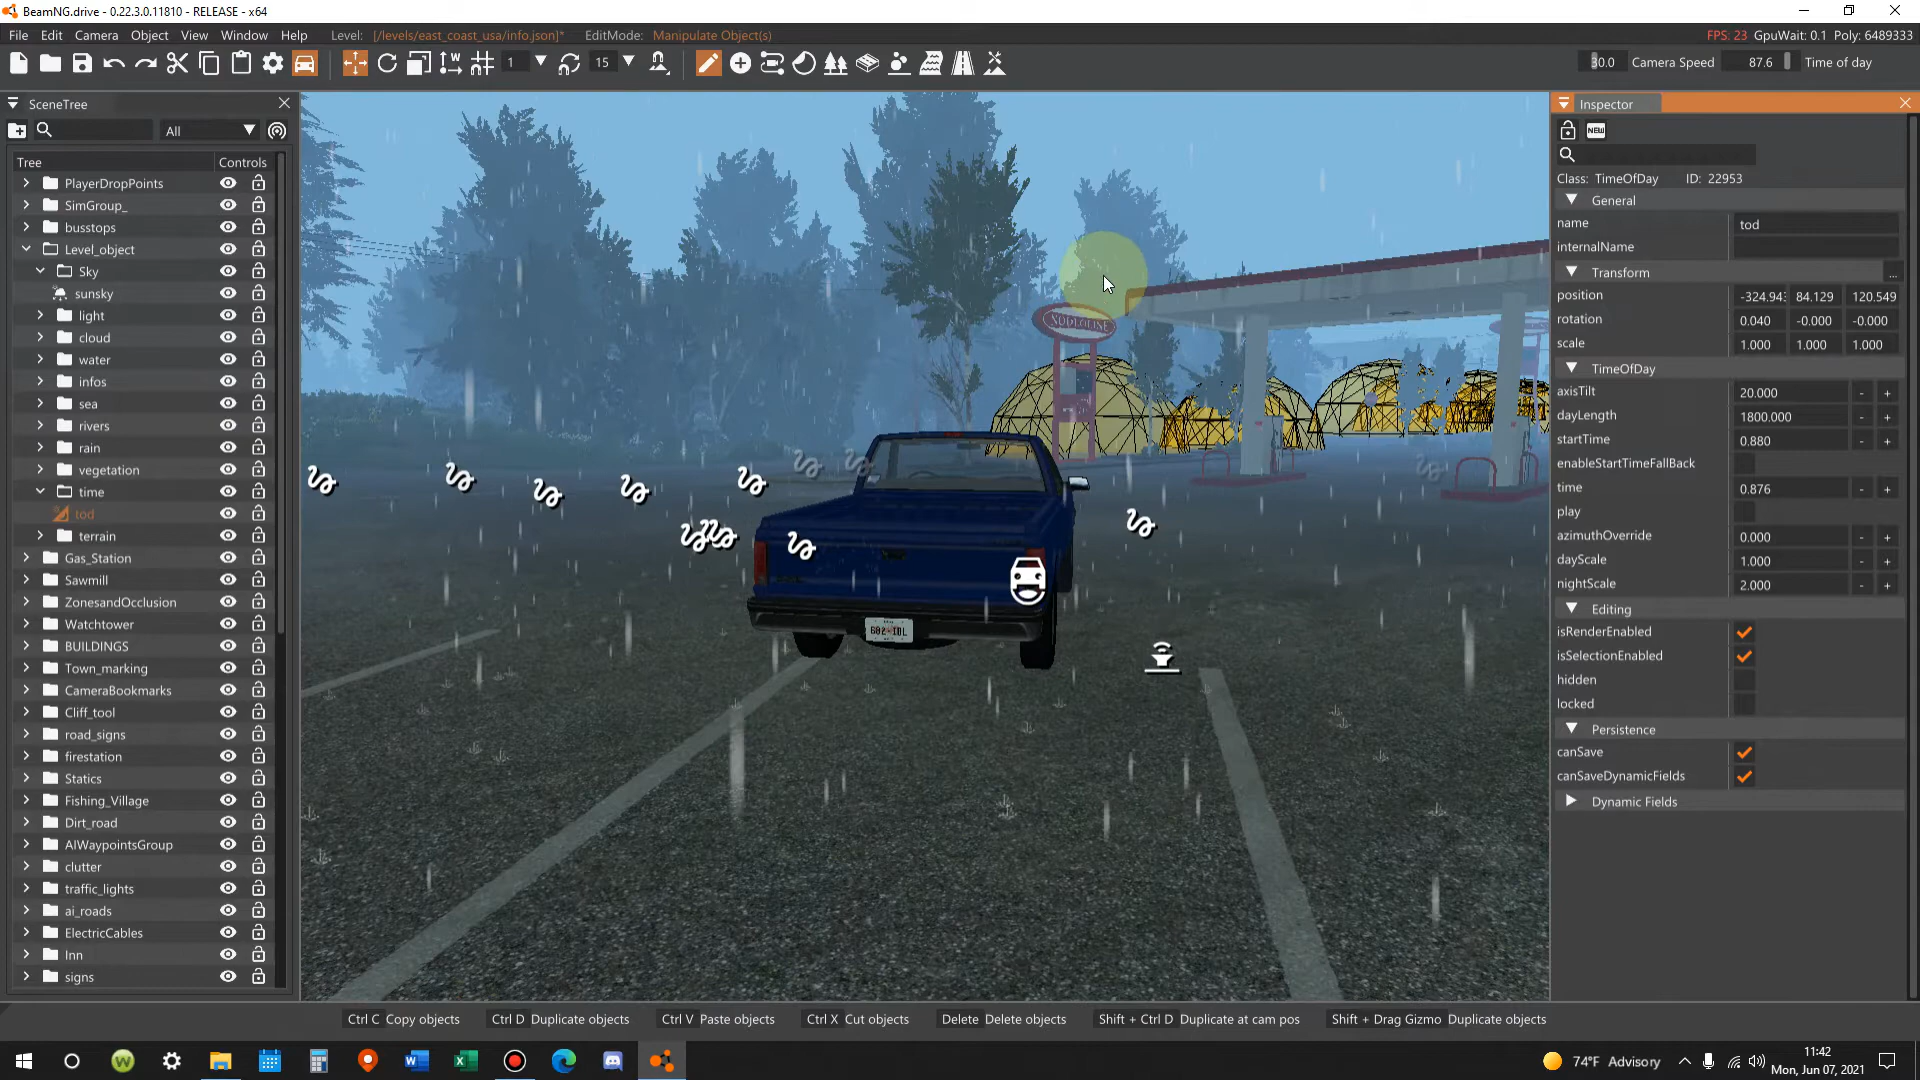 BeamNG.drive - 0.22.3.0.11810 - RELEASE - x64
File Edit Camera Object View Window Help Level: [/levels/east_coast_usa/info.json]* EditMode: Manipulate Object(s) FPS: 23 GpuWait: 0.1 Poly: 6489333
1 15 30.0 Camera Speed 87.6 Time of day
SceneTree
All
Tree Controls
PlayerDropPoints
SimGroup_
busstops
Level_object
Sky
sunsky
light
cloud
water
infos
sea
rivers
rain
vegetation
time
tod
terrain
Gas_Station
Sawmill
ZonesandOcclusion
Watchtower
BUILDINGS
Town_marking
CameraBookmarks
Cliff_tool
road_signs
firestation
Statics
Fishing_Village
Dirt_road
AIWaypointsGroup
clutter
traffic_lights
ai_roads
ElectricCables
Inn
signs
Inspector
NEW
Class: TimeOfDay ID: 22953
General
name tod
internalName
Transform ...
position -324.943 84.129 120.549
rotation 0.040 -0.000 -0.000
scale 1.000 1.000 1.000
TimeOfDay
axisTilt 20.000 - +
dayLength 1800.000 - +
startTime 0.880 - +
enableStartTimeFallBack
time 0.876 - +
play
azimuthOverride 0.000 - +
dayScale 1.000 - +
nightScale 2.000 - +
Editing
isRenderEnabled
isSelectionEnabled
hidden
locked
Persistence
canSave
canSaveDynamicFields
Dynamic Fields
Ctrl C Copy objects Ctrl D Duplicate objects Ctrl V Paste objects Ctrl X Cut objects Delete Delete objects Shift + Ctrl D Duplicate at cam pos Shift + Drag Gizmo Duplicate objects
74°F Advisory
11:42
Mon, Jun 07, 2021